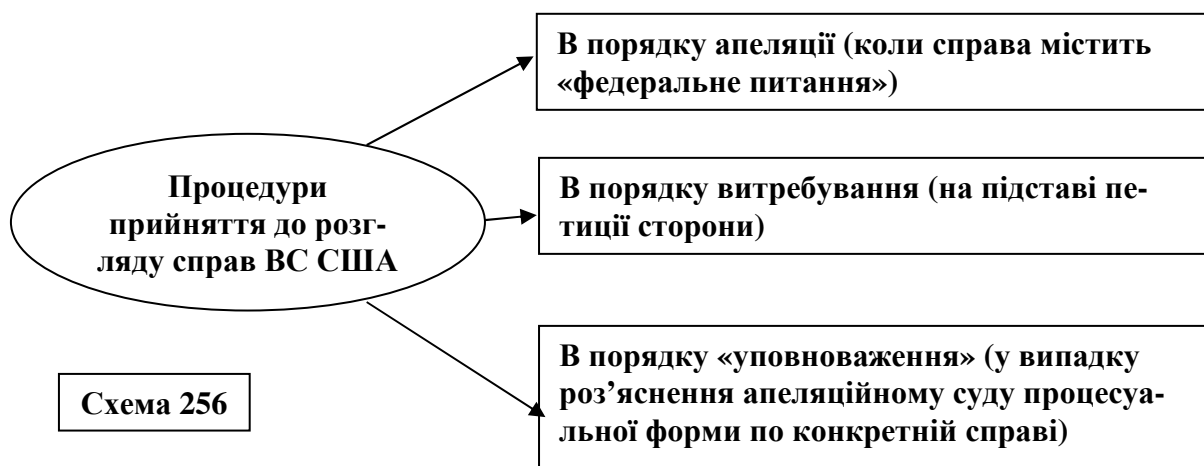 В порядку апеляції (коли справа містить
«федеральне питання»)
Процедури
прийняття до розг-
ляду справ ВС США
В порядку витребування (на підставі пе-
тиції сторони)
В порядку «уповноваження» (у випадку
роз’яснення апеляційному суду процесуа-
льної форми по конкретній справі)
Схема 256